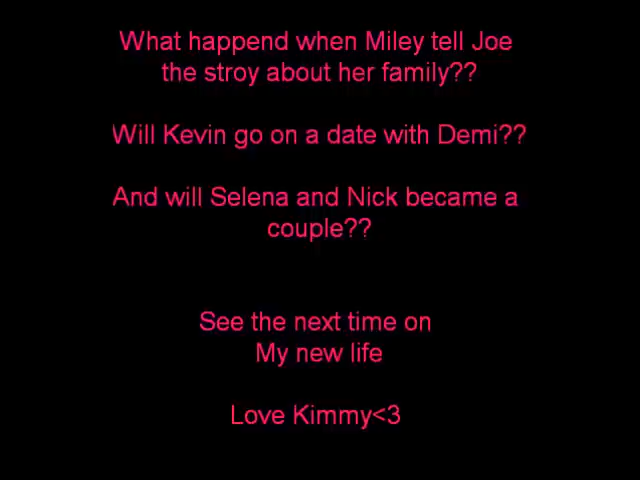 What happend when Miley tell Joe
the stroy about her family??
Will Kevin go on a date with Demi??
And will Selena and Nick became a
couple??
See the next time on
My new life
Love Kimmy<3